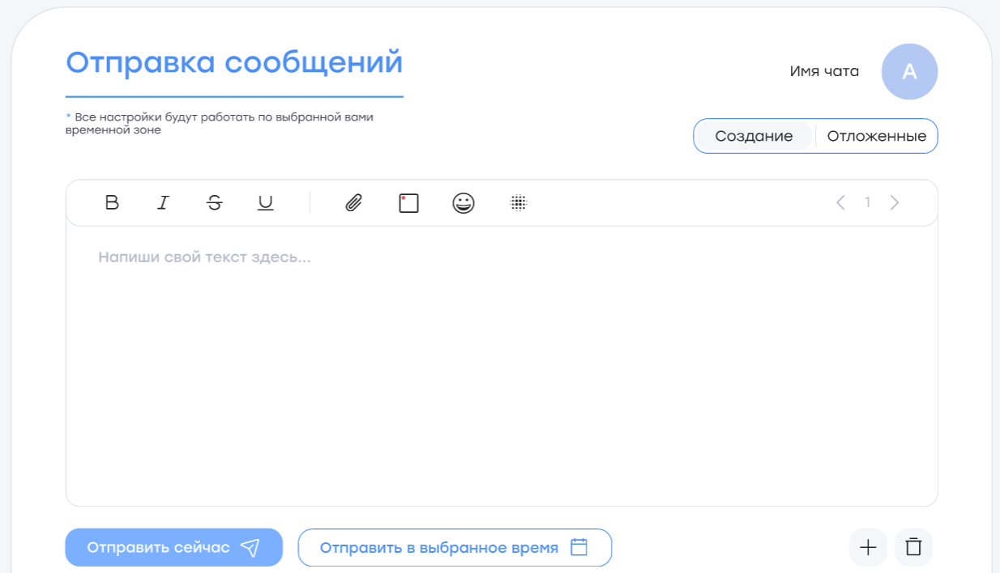 Отправка сообщений
Имя чата
А
* Все настройки будут работать по выбранной вами
временной зоне
Создание
Отложенные
B I S U
1
Напиши свой текст здесь...
Отправить сейчас
Отправить в выбранное время